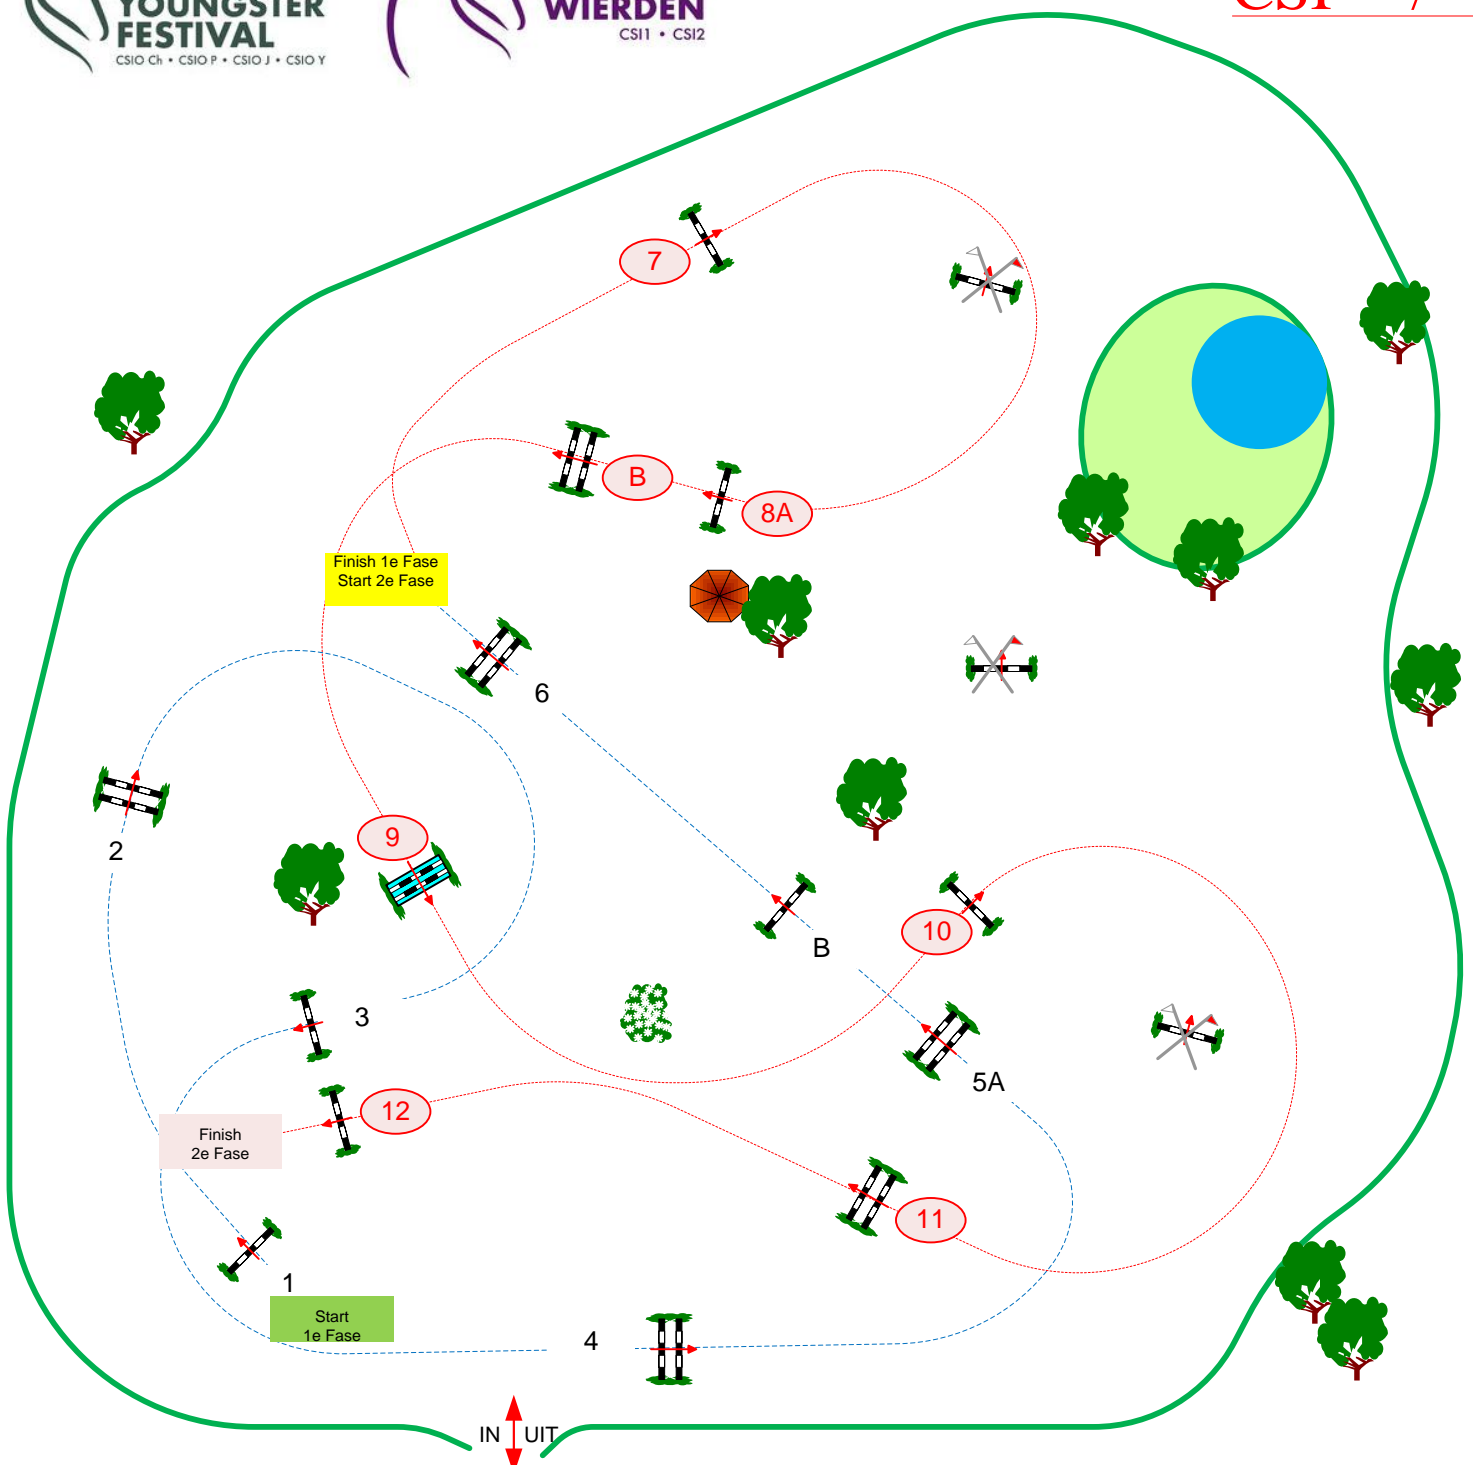 YOUNGSTER
FESTIVAL
CSIO Ch • CSIO P • CSIO J • CSIO Y
WIERDEN
CSI1 • CSI2
7
8A
B
Finish 1e Fase
Start 2e Fase
6
2
9
B
10
3
5A
12
Finish
2e Fase
11
1
Start
1e Fase
4
IN UIT